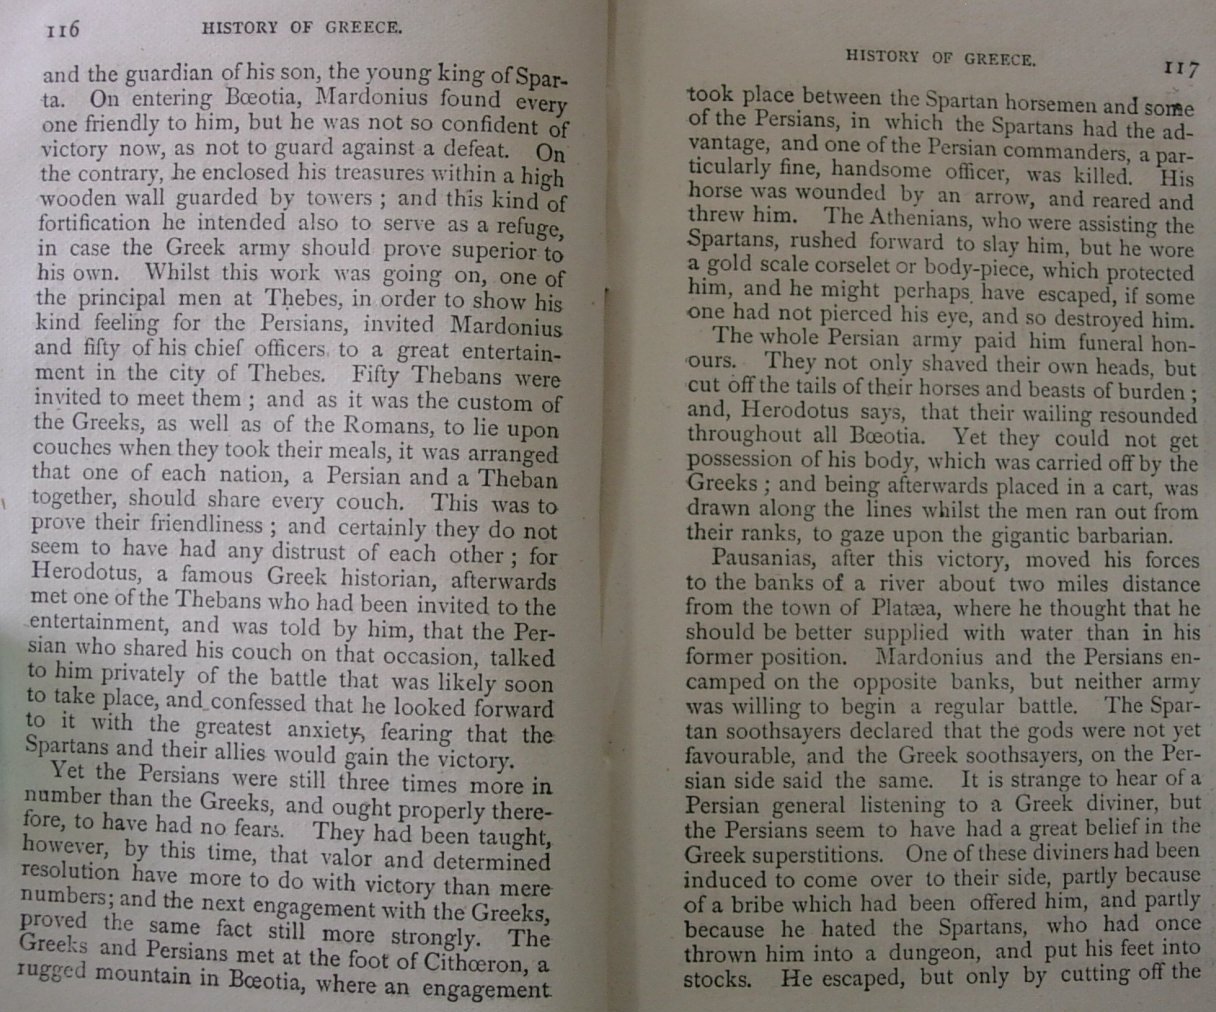 116
HISTORY OF GREECE.
and the guardian of his son, the young king of Spar-
ta. On entering Bœotia, Mardonius found every
one friendly to him, but he was not so confident of
victory now, as not to guard against a defeat. On
the contrary, he enclosed his treasures within a high
wooden wall guarded by towers ; and this kind of
fortification he intended also to serve as a refuge,
in case the Greek army should prove superior to
his own. Whilst this work was going on, one of
the principal men at Thebes, in order to show his
kind feeling for the Persians, invited Mardonius
and fifty of his chief officers to a great entertain-
ment in the city of Thebes. Fifty Thebans were
invited to meet them ; and as it was the custom of
the Greeks, as well as of the Romans, to lie upon
couches when they took their meals, it was arranged
that one of each nation, a Persian and a Theban
together, should share every couch. This was to
prove their friendliness ; and certainly they do not
seem to have had any distrust of each other ; for
Herodotus, a famous Greek historian, afterwards
met one of the Thebans who had been invited to the
entertainment, and was told by him, that the Per-
sian who shared his couch on that occasion, talked
to him privately of the battle that was likely soon
to take place, and confessed that he looked forward
to it with the greatest anxiety, fearing that the
Spartans and their allies would gain the victory.
Yet the Persians were still three times more in
number than the Greeks, and ought properly there-
fore, to have had no fears. They had been taught,
however, by this time, that valor and determined
resolution have more to do with victory than mere
numbers; and the next engagement with the Greeks,
proved the same fact still more strongly. The
Greeks and Persians met at the foot of Cithœron, a
rugged mountain in Bœotia, where an engagement
HISTORY OF GREECE.
117
took place between the Spartan horsemen and some
of the Persians, in which the Spartans had the ad-
vantage, and one of the Persian commanders, a par-
ticularly fine, handsome officer, was killed. His
horse was wounded by an arrow, and reared and
threw him. The Athenians, who were assisting the
Spartans, rushed forward to slay him, but he wore
a gold scale corselet or body-piece, which protected
him, and he might perhaps have escaped, if some
one had not pierced his eye, and so destroyed him.
The whole Persian army paid him funeral hon-
ours. They not only shaved their own heads, but
cut off the tails of their horses and beasts of burden ;
and, Herodotus says, that their wailing resounded
throughout all Bœotia. Yet they could not get
possession of his body, which was carried off by the
Greeks ; and being afterwards placed in a cart, was
drawn along the lines whilst the men ran out from
their ranks, to gaze upon the gigantic barbarian.
Pausanias, after this victory, moved his forces
to the banks of a river about two miles distance
from the town of Platæa, where he thought that he
should be better supplied with water than in his
former position. Mardonius and the Persians en-
camped on the opposite banks, but neither army
was willing to begin a regular battle. The Spar-
tan soothsayers declared that the gods were not yet
favourable, and the Greek soothsayers, on the Per-
sian side said the same. It is strange to hear of a
Persian general listening to a Greek diviner, but
the Persians seem to have had a great belief in the
Greek superstitions. One of these diviners had been
induced to come over to their side, partly because
of a bribe which had been offered him, and partly
because he hated the Spartans, who had once
thrown him into a dungeon, and put his feet into
stocks. He escaped, but only by cutting off the